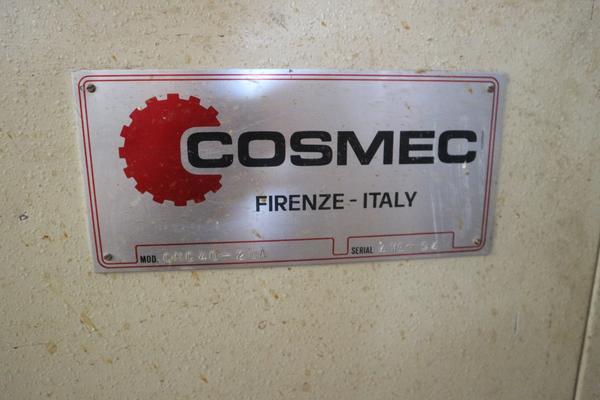 COSMEC
FIRENZE - ITALY
MOD.
SERIAL